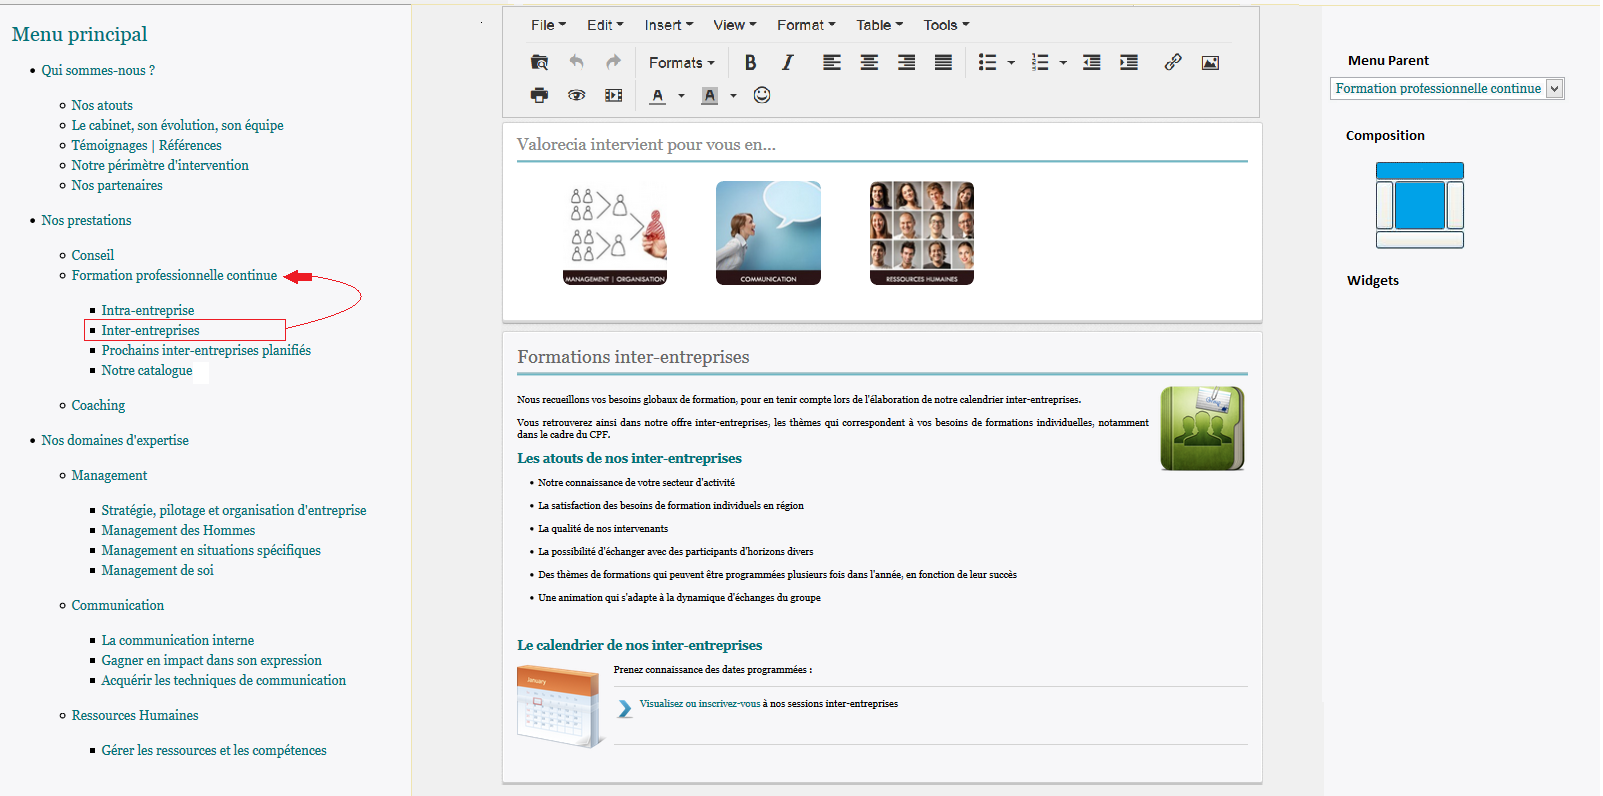 Menu principal
Qui sommes-nous ?
Nos atouts
Le cabinet, son évolution, son équipe
Témoignages | Références
Notre périmètre d'intervention
Nos partenaires
Nos prestations
Conseil
Formation professionnelle continue
Intra-entreprise
Inter-entreprises
Prochains inter-entreprises planifiés
Notre catalogue
Coaching
Nos domaines d'expertise
Management
Stratégie, pilotage et organisation d'entreprise
Management des Hommes
Management en situations spécifiques
Management de soi
Communication
La communication interne
Gagner en impact dans son expression
Acquérir les techniques de communication
Ressources Humaines
Gérer les ressources et les compétences
File Edit Insert View Format Table Tools
Formats B I
A A
Valorecia intervient pour vous en...
MANAGEMENT | ORGANISATION
COMMUNICATION
RESSOURCES HUMAINES
Formations inter-entreprises
Nous recueillons vos besoins globaux de formation, pour en tenir compte lors de l'élaboration de notre calendrier inter-entreprises.
Vous retrouverez ainsi dans notre offre inter-entreprises, les thèmes qui correspondent à vos besoins de formations individuelles, notamment
dans le cadre du CPF.
Les atouts de nos inter-entreprises
Notre connaissance de votre secteur d'activité
La satisfaction des besoins de formation individuels en région
La qualité de nos intervenants
La possibilité d'échanger avec des participants d'horizons divers
Des thèmes de formations qui peuvent être programmées plusieurs fois dans l'année, en fonction de leur succès
Une animation qui s'adapte à la dynamique d'échanges du groupe
Le calendrier de nos inter-entreprises
January
Prenez connaissance des dates programmées :
Visualisez ou inscrivez-vous à nos sessions inter-entreprises
Menu Parent
Formation professionnelle continue
Composition
Widgets